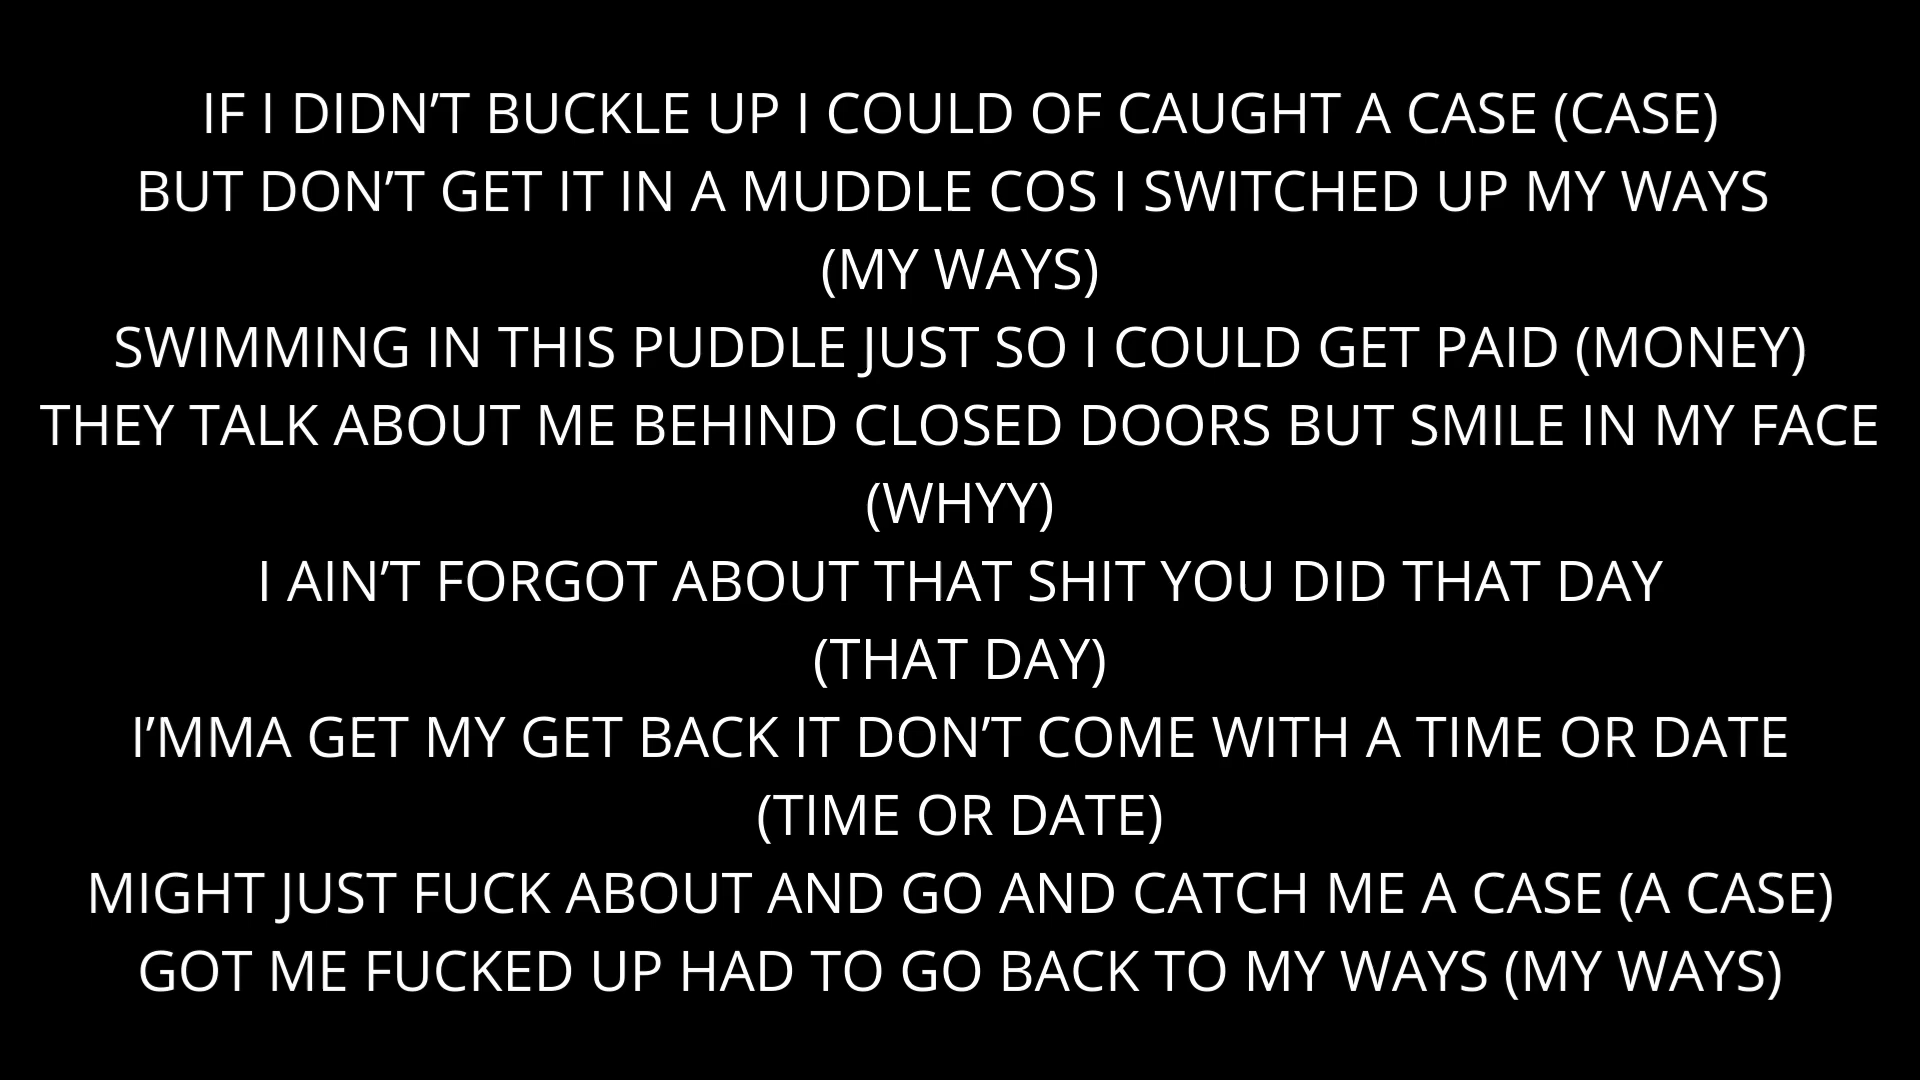 IF I DIDN’T BUCKLE UP I COULD OF CAUGHT A CASE (CASE)
BUT DON’T GET IT IN A MUDDLE COS I SWITCHED UP MY WAYS
(MY WAYS)
SWIMMING IN THIS PUDDLE JUST SO I COULD GET PAID (MONEY)
THEY TALK ABOUT ME BEHIND CLOSED DOORS BUT SMILE IN MY FACE
(WHYY)
I AIN’T FORGOT ABOUT THAT SHIT YOU DID THAT DAY
(THAT DAY)
I’MMA GET MY GET BACK IT DON’T COME WITH A TIME OR DATE
(TIME OR DATE)
MIGHT JUST FUCK ABOUT AND GO AND CATCH ME A CASE (A CASE)
GOT ME FUCKED UP HAD TO GO BACK TO MY WAYS (MY WAYS)